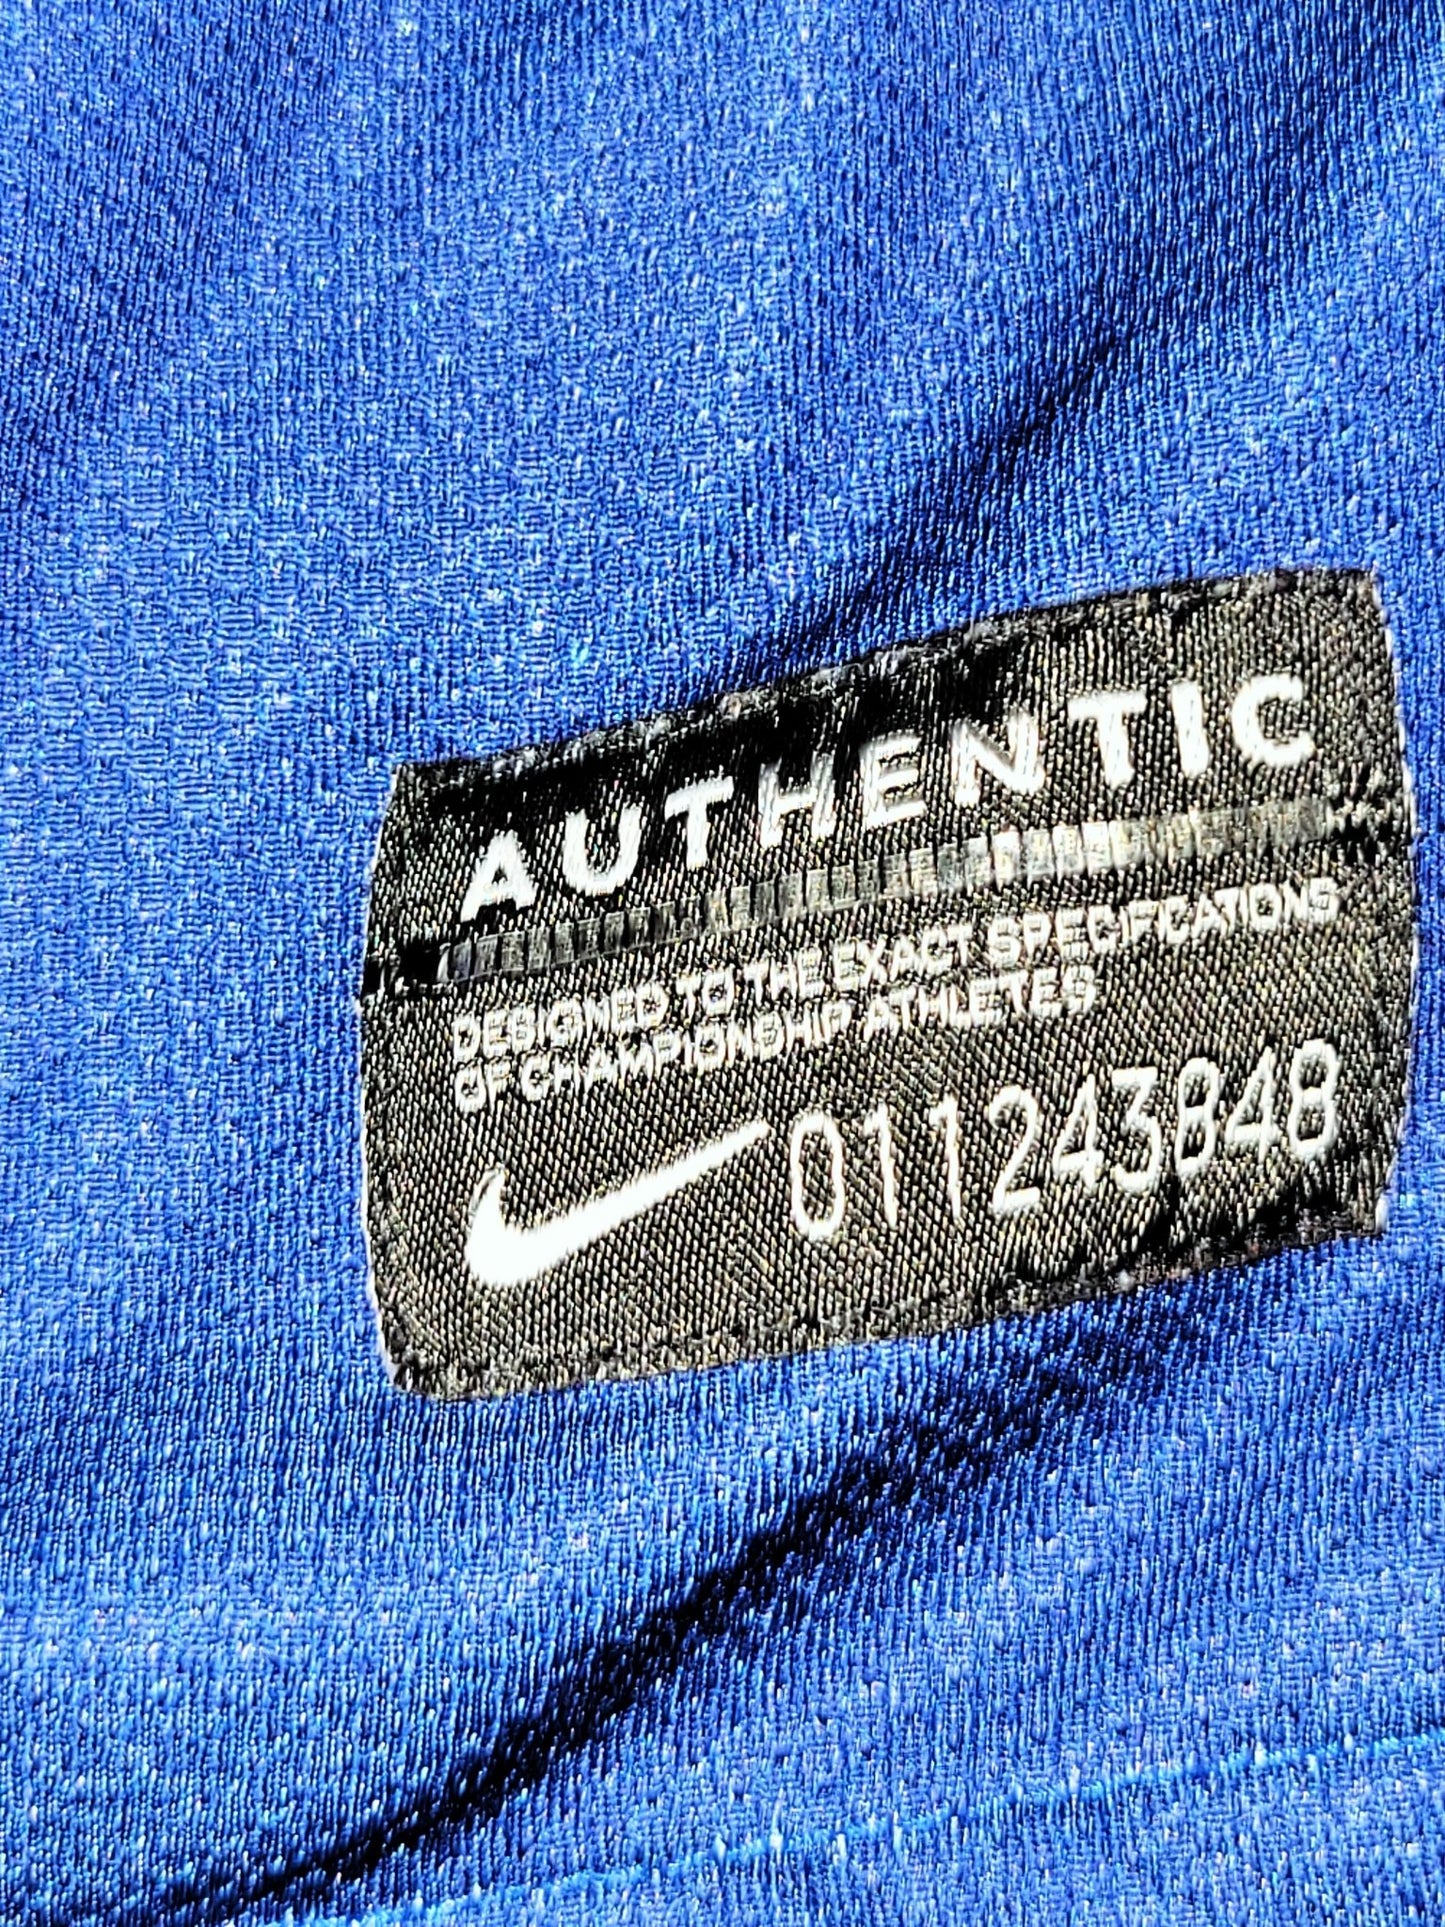 AUTHENTIC
DESIGNED TO THE EXACT SPECIFICATIONS
OF CHAMPIONSHIP ATHLETES
011243848